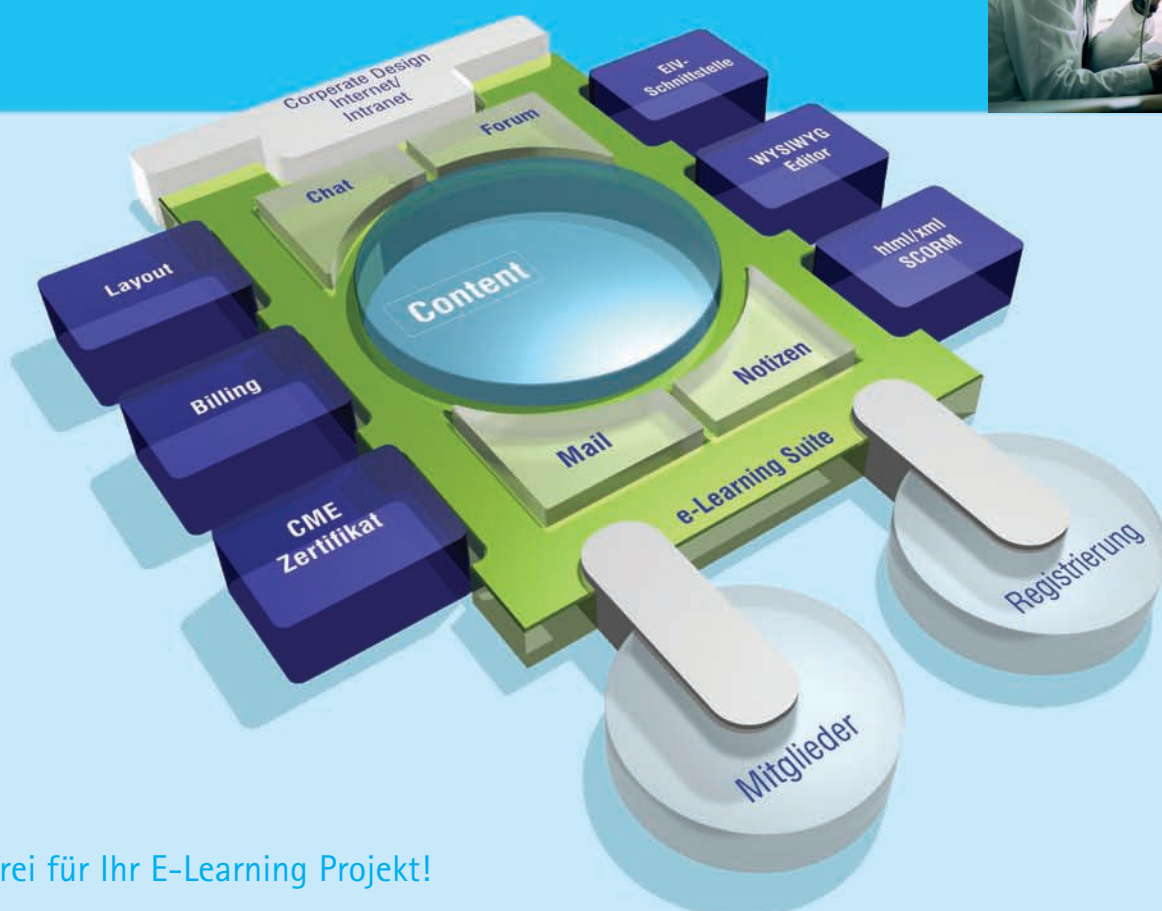 Corperate Design
Internet/
Intranet
EIV-
Schnittstelle
Forum
WYSIWYG
Editor
Chat
html/xml
SCORM
Layout
Content
Billing
Notizen
Mail
e-Learning Suite
CME
Zertifikat
Registrierung
Mitglieder
rei für Ihr E-Learning Projekt!